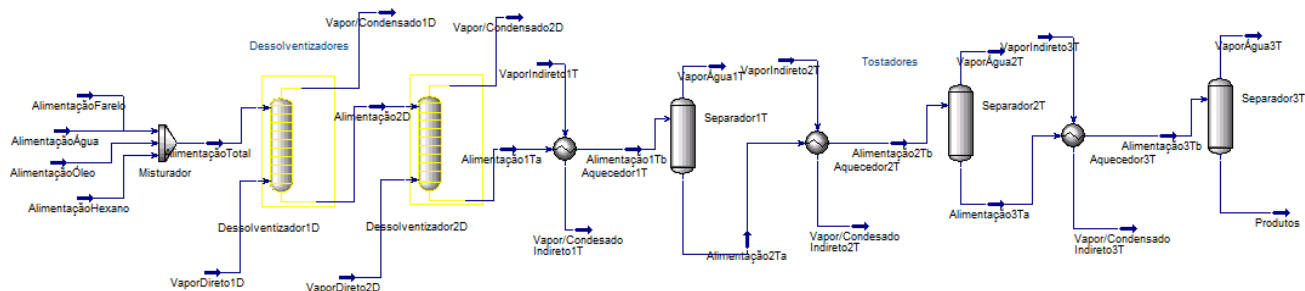 Vapor/Condensado1D
Vapor/Condensado2D
Dessolventizadores
VaporIndireto1T
VaporÁgua1T
VaporIndireto2T
Tostadores
VaporÁgua2T
VaporIndireto3T
VaporÁgua3T
AlimentaçãoFarelo
AlimentaçãoÁgua
AlimentaçãoÓleo
AlimentaçãoHexano
Misturador
AlimentaçãoTotal
Alimentação2D
Dessolventizador1D
Dessolventizador2D
VaporDireto1D
VaporDireto2D
Alimentação1Ta
Alimentação1Tb
Aquecedor1T
Vapor/Condesado
Indireto1T
Separador1T
Alimentação2Ta
Alimentação2Tb
Aquecedor2T
Vapor/Condesado
Indireto2T
Separador2T
Alimentação3Ta
Alimentação3Tb
Aquecedor3T
Vapor/Condensado
Indireto3T
Separador3T
Produtos